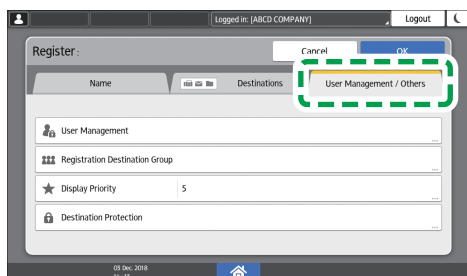 Logged in: [ABCD COMPANY]
Logout
Register :
Cancel
OK
Name
Destinations
User Management / Others
User Management
Registration Destination Group
Display Priority 5
Destination Protection
03 Dec. 2018